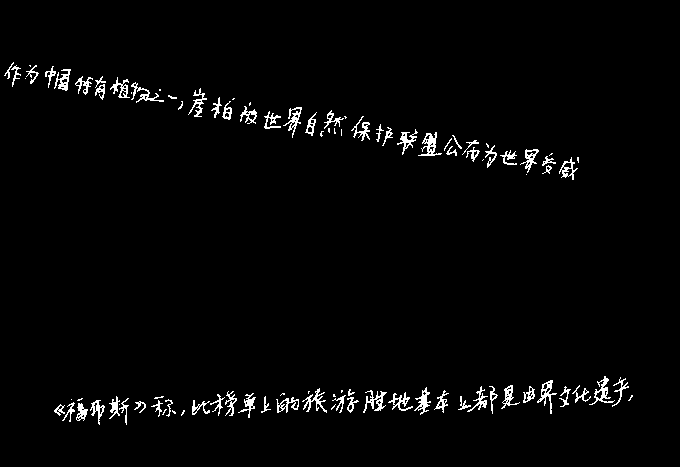 作为中国特有植物之一，崖柏被世界自然保护联盟公布为世界受威
《福布斯》称，此榜单上的旅游胜地基本上都是世界文化遗产，